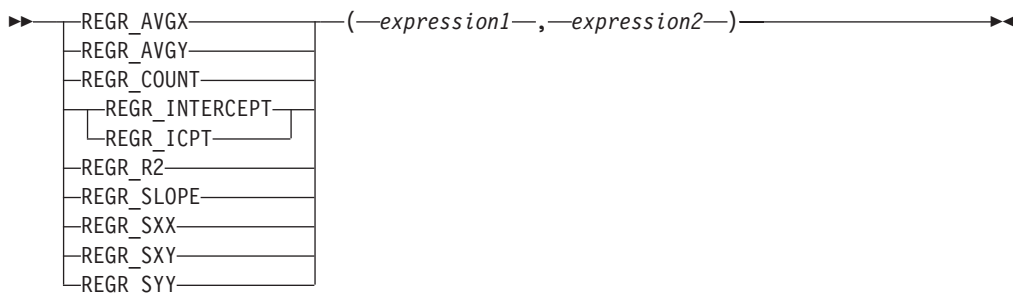 REGR_AVGX ( expression1 , expression2 )
REGR_AVGY
REGR_COUNT
REGR_INTERCEPT
REGR_ICPT
REGR_R2
REGR_SLOPE
REGR_SXX
REGR_SXY
REGR_SYY